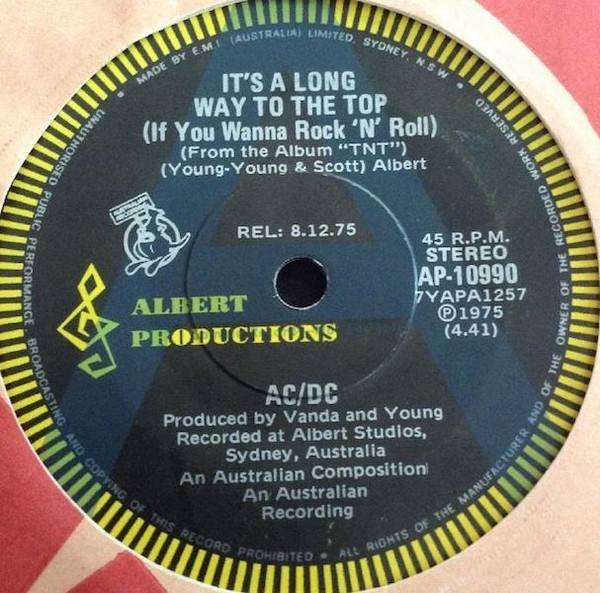 MADE BY E.M.I (AUSTRALIA) LIMITED, SYDNEY, N.S.W.
IT'S A LONG
WAY TO THE TOP
(If You Wanna Rock 'N' Roll)
(From the Album "TNT")
(Young-Young & Scott) Albert
REL: 8.12.75
45 R.P.M.
STEREO
AP-10990
7YAPA1257
Ⓟ1975
(4.41)
ALBERT
PRODUCTIONS
AC/DC
Produced by Vanda and Young
Recorded at Albert Studios,
Sydney, Australia
An Australian Composition
An Australian
Recording
UNAUTHORISED PUBLIC PERFORMANCE, BROADCASTING AND COPYING OF THIS RECORD PROHIBITED • ALL RIGHTS OF THE MANUFACTURER AND OF THE OWNER OF THE RECORDED WORK RESERVED